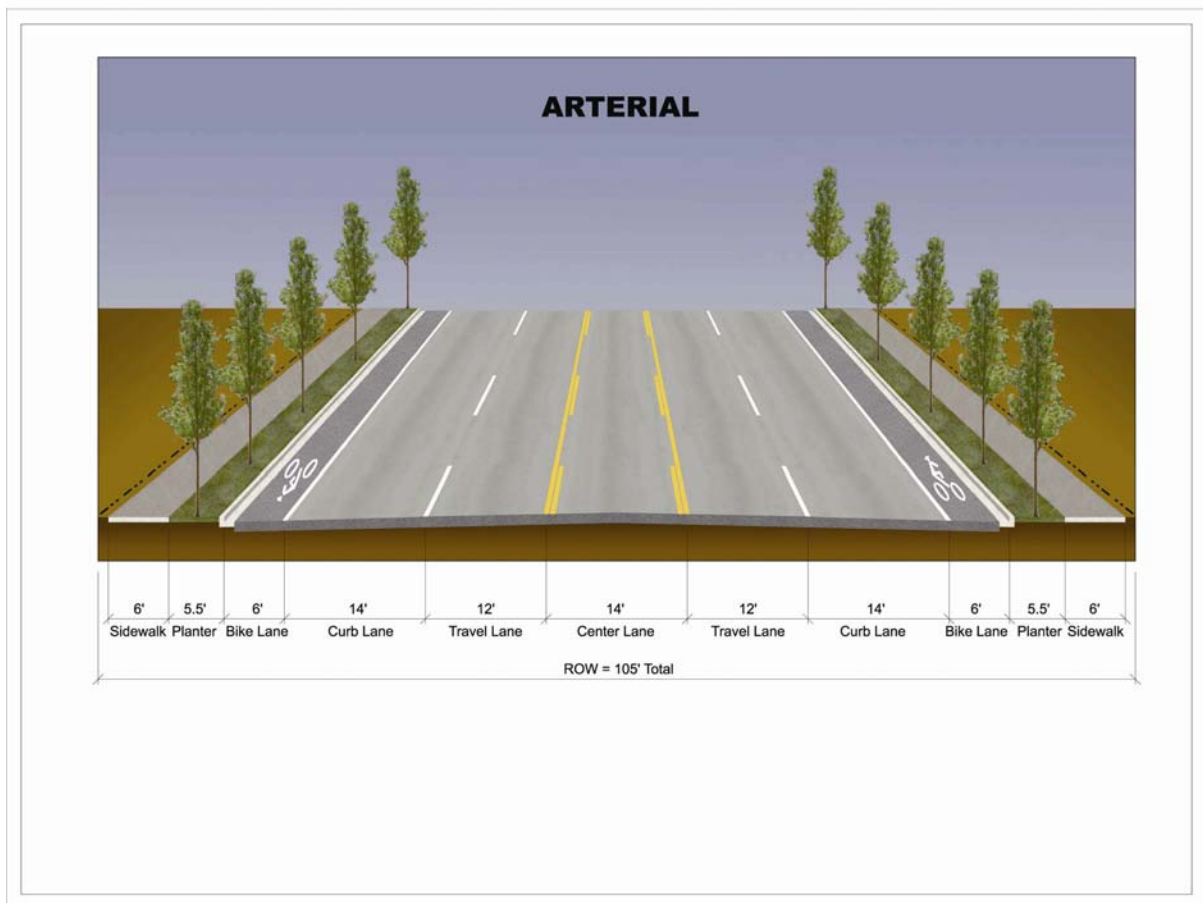 ARTERIAL
6' 5.5' 6' 14' 12' 14' 12' 14' 6' 5.5' 6'
Sidewalk Planter Bike Lane Curb Lane Travel Lane Center Lane Travel Lane Curb Lane Bike Lane Planter Sidewalk
ROW = 105' Total